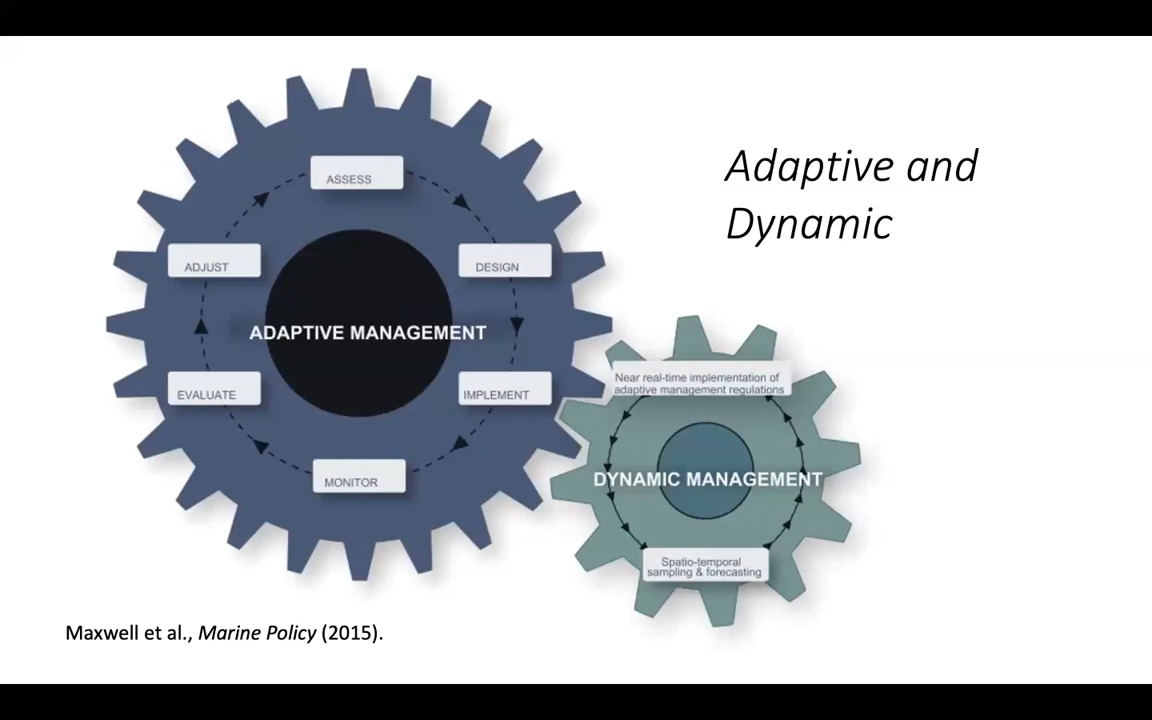 Adaptive and
Dynamic
ASSESS
DESIGN
IMPLEMENT
MONITOR
EVALUATE
ADJUST
ADAPTIVE MANAGEMENT
Near real-time implementation of
adaptive management regulations
DYNAMIC MANAGEMENT
Spatio-temporal
sampling & forecasting
Maxwell et al., Marine Policy (2015).